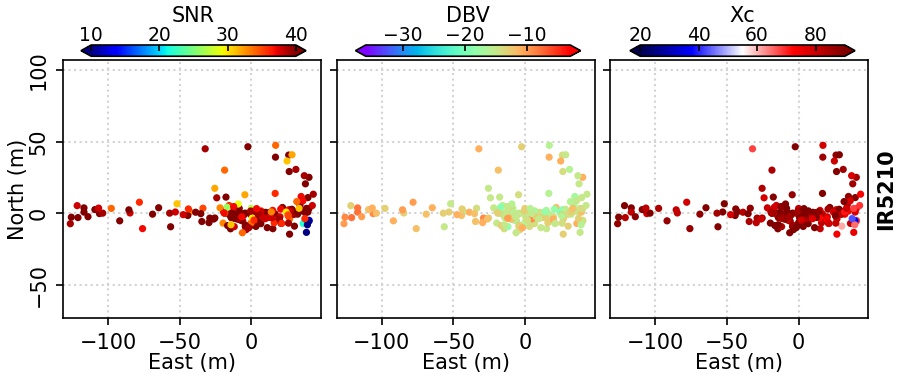 SNR DBV Xc
10 20 30 40 −30 −20 −10 20 40 60 80
100
50
0
−50
North (m)
IR5210
−100 −50 0 −100 −50 0 −100 −50 0
East (m) East (m) East (m)